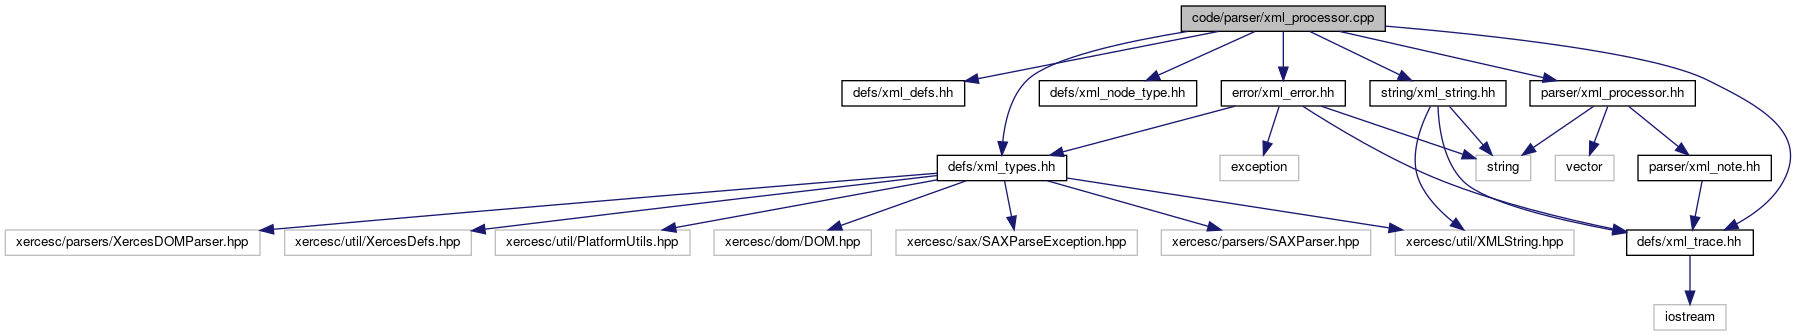 code/parser/xml_processor.cpp
defs/xml_defs.hh
defs/xml_node_type.hh
error/xml_error.hh
string/xml_string.hh
parser/xml_processor.hh
defs/xml_types.hh
exception
string
vector
parser/xml_note.hh
xercesc/parsers/XercesDOMParser.hpp
xercesc/util/XercesDefs.hpp
xercesc/util/PlatformUtils.hpp
xercesc/dom/DOM.hpp
xercesc/sax/SAXParseException.hpp
xercesc/parsers/SAXParser.hpp
xercesc/util/XMLString.hpp
defs/xml_trace.hh
iostream